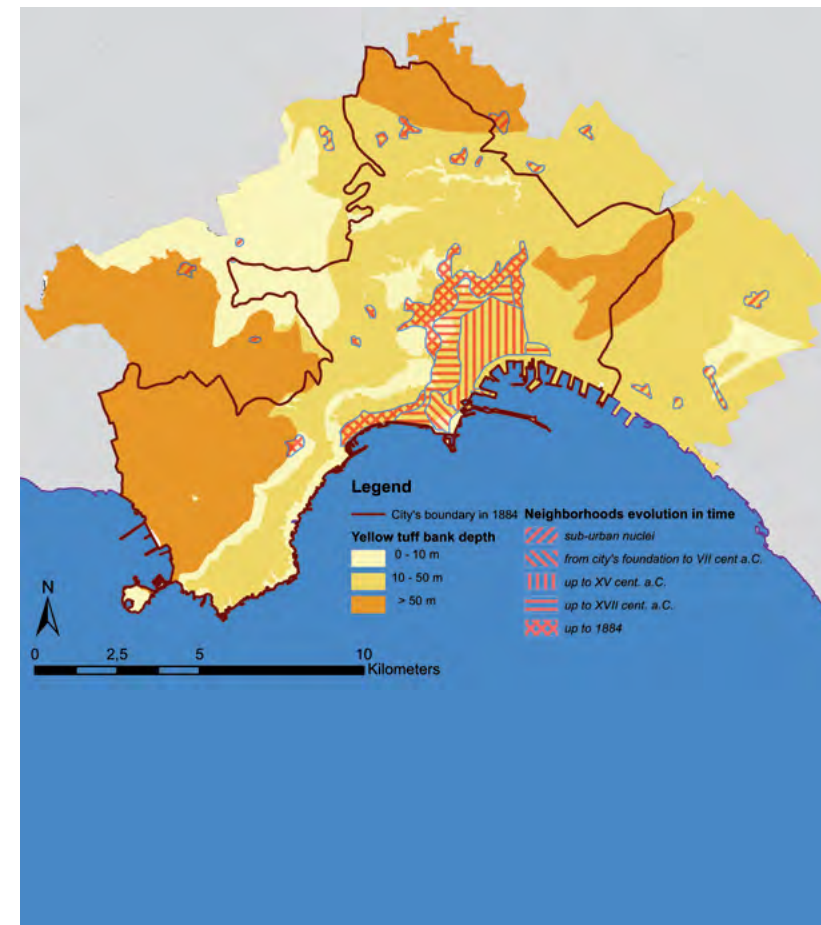 Legend
City's boundary in 1884
Yellow tuff bank depth
0 - 10 m
10 - 50 m
> 50 m
Neighborhoods evolution in time
sub-urban nuclei
from city's foundation to VII cent a.C.
up to XV cent. a.C.
up to XVII cent. a.C.
up to 1884
N
0 2,5 5 10
Kilometers